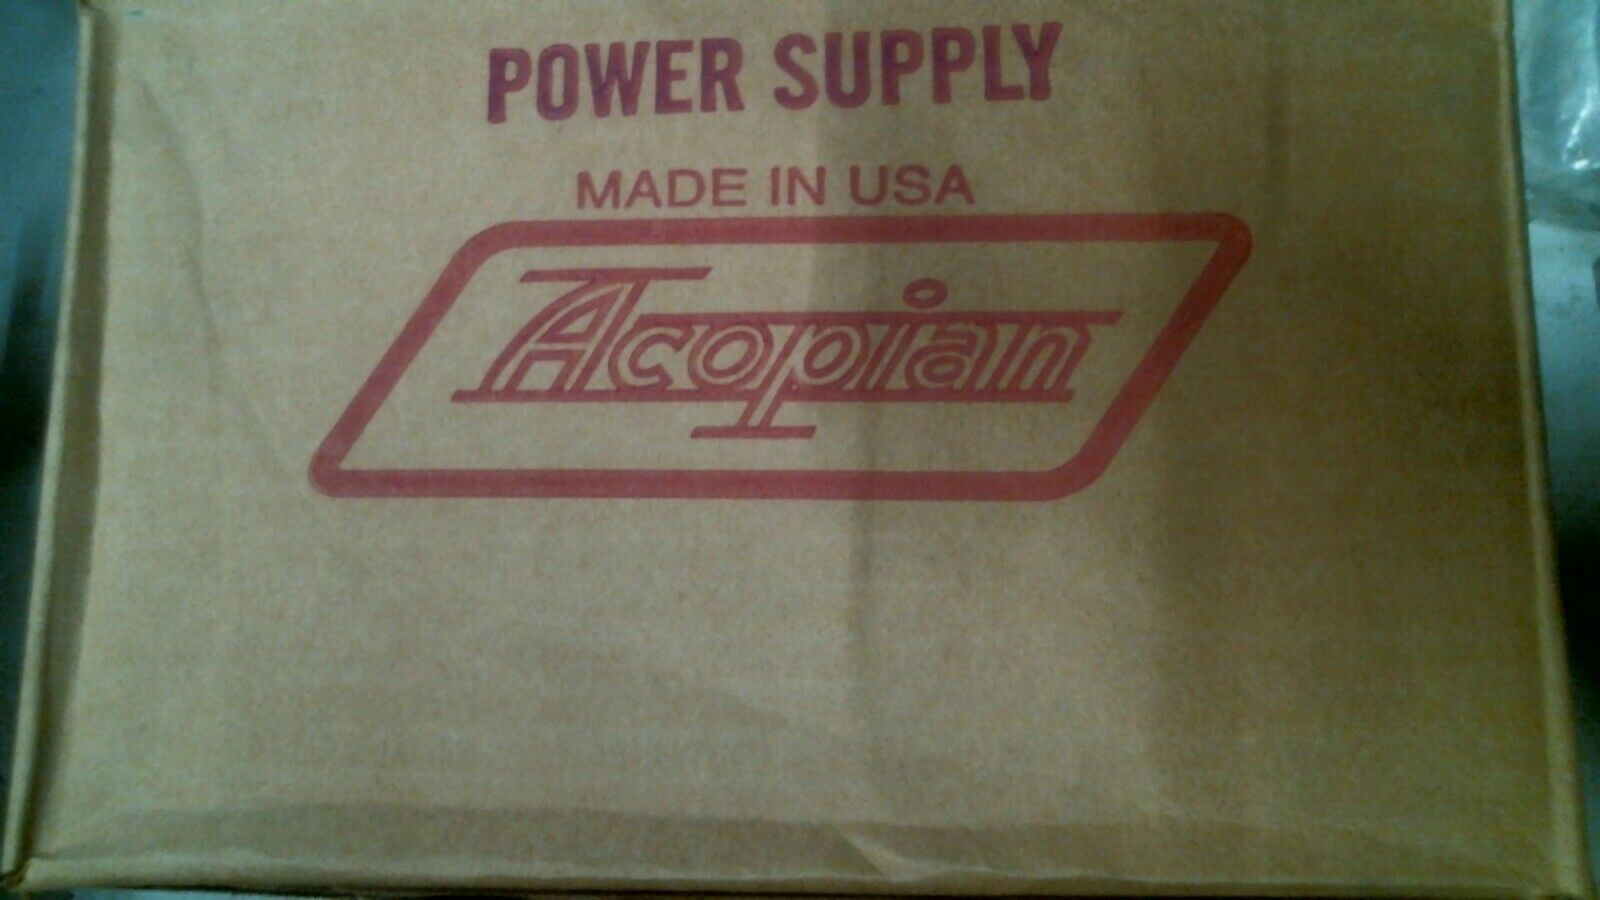 POWER SUPPLY
MADE IN USA
Acopian